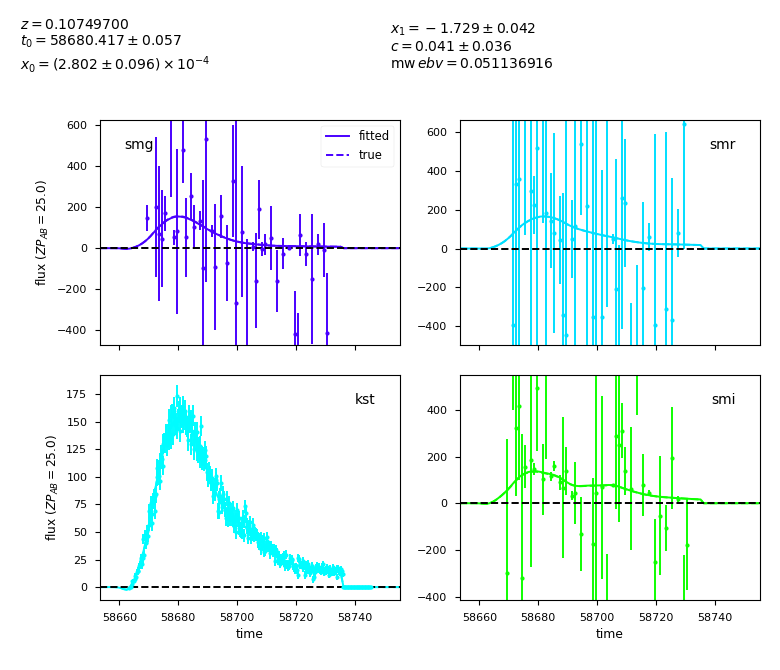 z = 0.10749700
t₀ = 58680.417 ± 0.057
x₀ = (2.802 ± 0.096) × 10⁻⁴
x₁ = −1.729 ± 0.042
c = 0.041 ± 0.036
mw ebv = 0.051136916
smg
fitted
true
600
400
200
0
−200
−400
flux (ZP_AB = 25.0)
smr
600
400
200
0
−200
−400
kst
175
150
125
100
75
50
25
0
flux (ZP_AB = 25.0)
58660 58680 58700 58720 58740
time
smi
400
200
0
−200
−400
58660 58680 58700 58720 58740
time